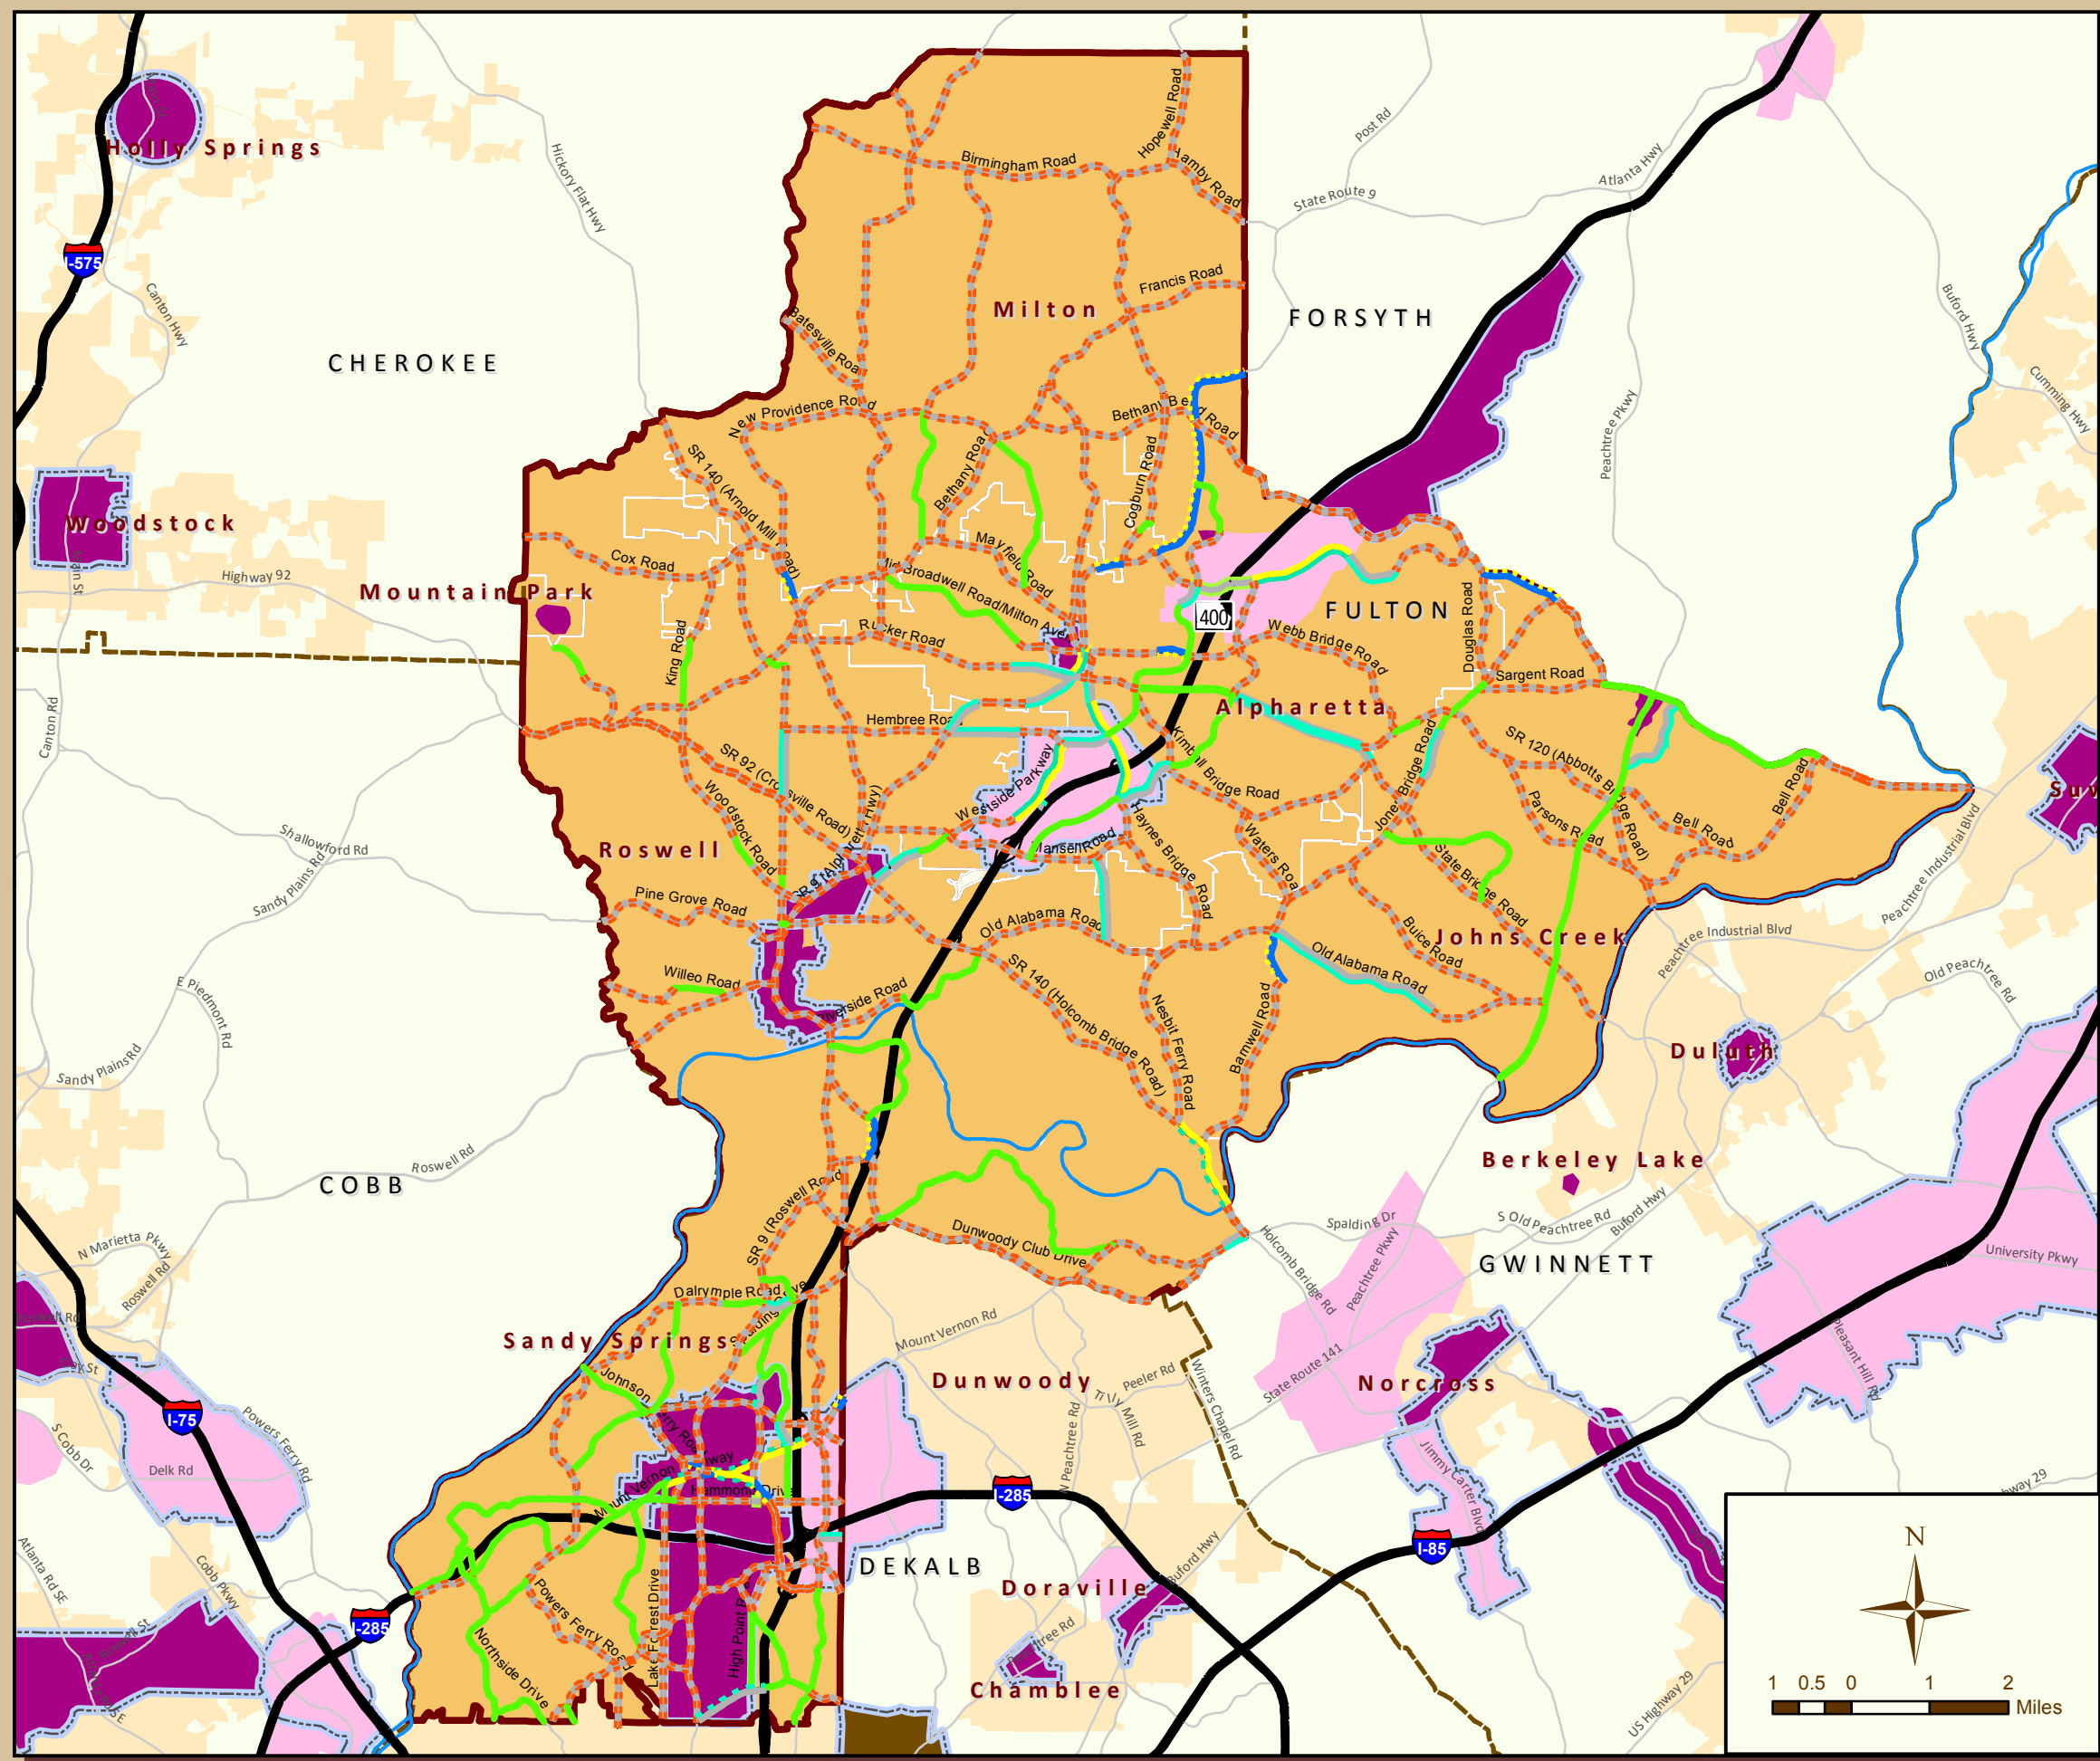 Holly Springs
I-575
Canton Hwy
Hickory Flat Hwy
CHEROKEE
Woodstock
Main St
Highway 92
Mountain Park
Birmingham Road
Hopewell Road
Hamby Road
Post Rd
State Route 9
Atlanta Hwy
Milton
Francis Road
FORSYTH
Buford Hwy
Cumming Hwy
Peachtree Pkwy
Batesville Road
New Providence Road
Bethany Bend Road
SR 140 (Arnold Mill Road)
Bethany Road
Cogburn Road
Cox Road
Mayfield Road
Mid Broadwell Road/Milton Ave
Rucker Road
King Road
400
FULTON
Webb Bridge Road
Douglas Road
Sargent Road
Alpharetta
Hembree Road
Canton Rd
SR 92 (Crossville Road)
Westside Parkway
Kimball Bridge Road
Jones Bridge Road
SR 120 (Abbotts Bridge Road)
Parsons Road
Bell Road
Bell Road
Woodstock Road
Roswell
SR 9 (Alpharetta Hwy)
Mansell Road
Haynes Bridge Road
Waters Road
State Bridge Road
Shallowford Rd
Sandy Plains Rd
Pine Grove Road
Old Alabama Road
Buice Road
Johns Creek
Peachtree Industrial Blvd
Peachtree Industrial Blvd
Old Peachtree Rd
Willeo Road
Riverside Road
SR 140 (Holcomb Bridge Road)
Old Alabama Road
Nesbit Ferry Road
Barnwell Road
E Piedmont Rd
Sandy Plains Rd
Duluth
Roswell Rd
COBB
Berkeley Lake
N Marietta Pkwy
Roswell Rd
SR 9 (Roswell Road)
Dunwoody Club Drive
Holcomb Bridge Rd
Spalding Dr
Peachtree Pkwy
S Old Peachtree Rd
Buford Hwy
GWINNETT
University Pkwy
Dalrymple Road
Sandy Springs
Mount Vernon Rd
Dunwoody
Peeler Rd
Tilly Mill Rd
Winters Chapel Rd
State Route 141
Norcross
Pleasant Hill Rd
Johnson Ferry Road
I-75
S Cobb Dr
Delk Rd
Powers Ferry Rd
Mount Vernon
Hammond Drive
N Peachtree Rd
I-285
Jimmy Carter Blvd
I-85
DEKALB
Doraville
Buford Hwy
Atlanta Rd SE
Cobb Pkwy
I-285
Powers Ferry Road
Northside Drive
Lake Forest Drive
Chamblee
US Highway 29
N
1 0.5 0 1 2
Miles